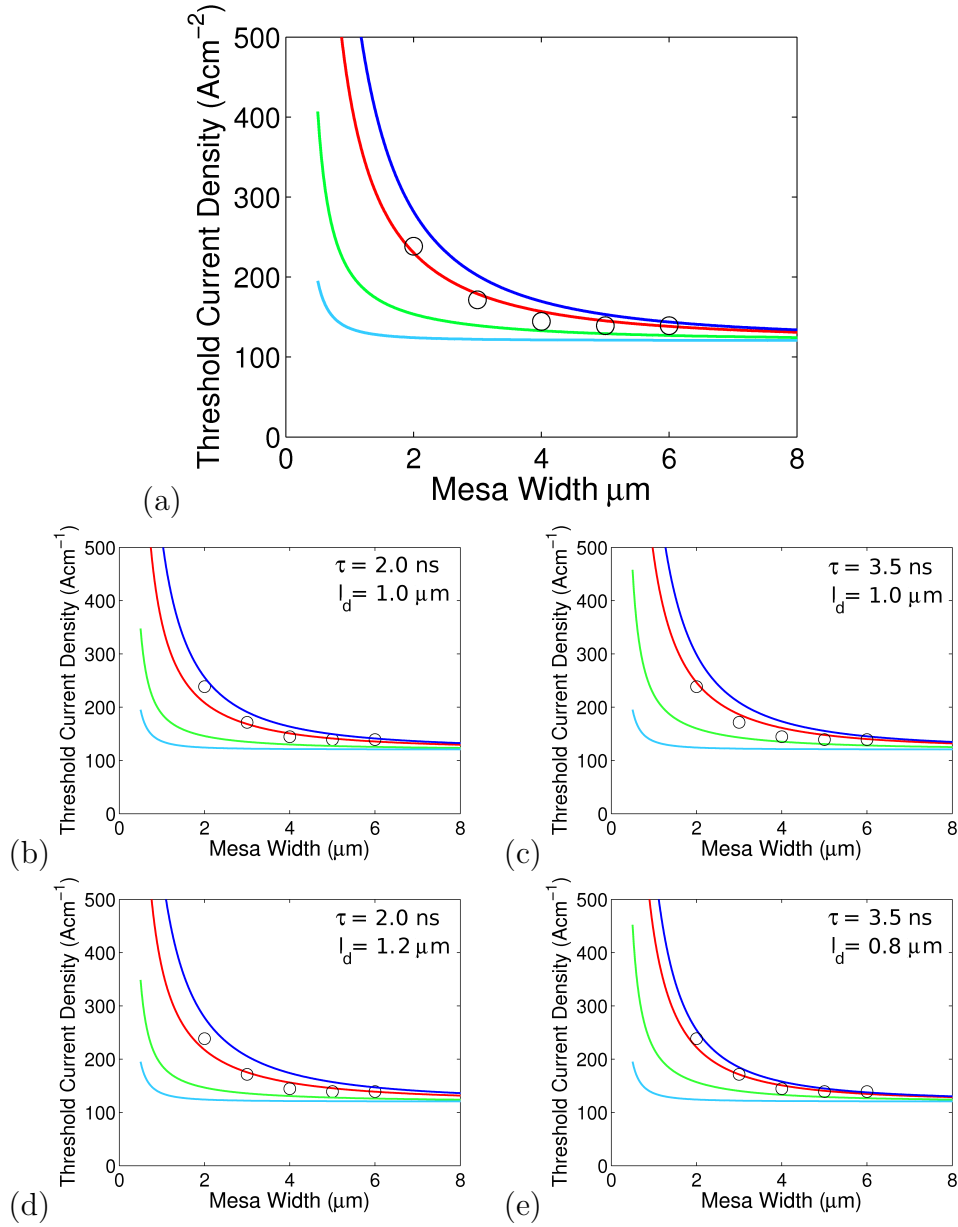 500
400
300
200
100
0
Threshold Current Density (Acm⁻²)
0 2 4 6 8
Mesa Width μm
(a)
500
400
300
200
100
0
Threshold Current Density (Acm⁻¹)
τ = 2.0 ns
l_d = 1.0 μm
0 2 4 6 8
Mesa Width (μm)
(b)
500
400
300
200
100
0
Threshold Current Density (Acm⁻¹)
τ = 3.5 ns
l_d = 1.0 μm
0 2 4 6 8
Mesa Width (μm)
(c)
500
400
300
200
100
0
Threshold Current Density (Acm⁻¹)
τ = 2.0 ns
l_d = 1.2 μm
0 2 4 6 8
Mesa Width (μm)
(d)
500
400
300
200
100
0
Threshold Current Density (Acm⁻¹)
τ = 3.5 ns
l_d = 0.8 μm
0 2 4 6 8
Mesa Width (μm)
(e)